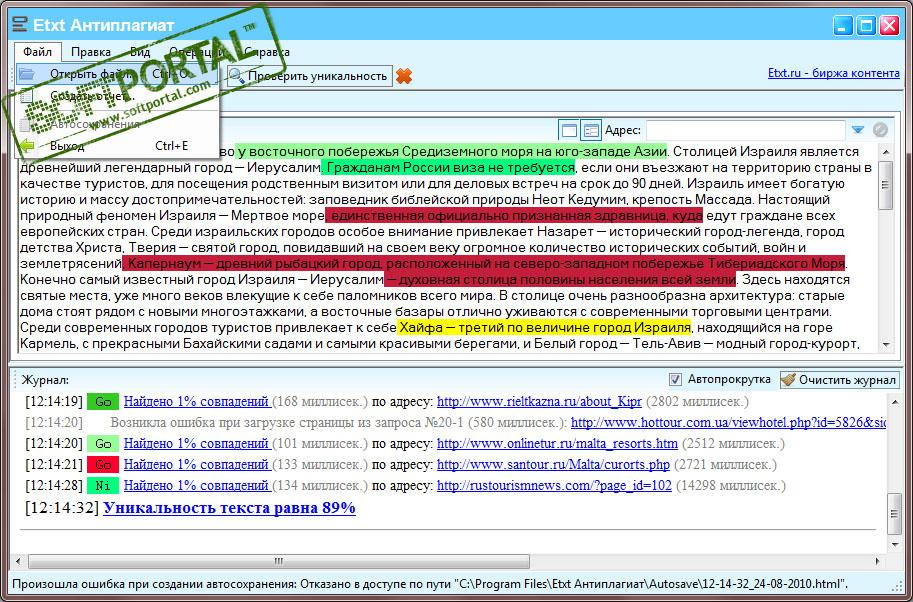 Etxt Антиплагиат
Файл Правка Вид Операции Справка
Открыть файл... Ctrl+O
Проверить уникальность
Etxt.ru - биржа контента
Создать отчет...
Автосохранения
Выход Ctrl+E
SOFTPORTAL™
www.softportal.com
Адрес:
во у восточного побережья Средиземного моря на юго-западе Азии. Столицей Израиля является
древнейший легендарный город — Иерусалим. Гражданам России виза не требуется, если они въезжают на территорию страны в
качестве туристов, для посещения родственным визитом или для деловых встреч на срок до 90 дней. Израиль имеет богатую
историю и массу достопримечательностей: заповедник библейской природы Неот Кедумим, крепость Массада. Настоящий
природный феномен Израиля — Мертвое море, единственная официально признанная здравница, куда едут граждане всех
европейских стран. Среди израильских городов особое внимание привлекает Назарет — исторический город-легенда, город
детства Христа, Тверия — святой город, повидавший на своем веку огромное количество исторических событий, войн и
землетрясений. Капернаум — древний рыбацкий город, расположенный на северо-западном побережье Тибериадского Моря.
Конечно самый известный город Израиля — Иерусалим — духовная столица половины населения всей земли. Здесь находятся
святые места, уже много веков влекущие к себе паломников всего мира. В столице очень разнообразна архитектура: старые
дома стоят рядом с новыми многоэтажками, а восточные базары отлично уживаются с современными торговыми центрами.
Среди современных городов туристов привлекает к себе Хайфа — третий по величине город Израиля, находящийся на горе
Кармель, с прекрасными Бахайскими садами и самыми красивыми берегами, и Белый город — Тель-Авив — модный город-курорт,
Журнал: Автопрокрутка Очистить журнал
[12:14:19] Go Найдено 1% совпадений (168 миллисек.) по адресу: http://www.rieltkazna.ru/about_Kipr (2802 миллисек.)
[12:14:20] Возникла ошибка при загрузке страницы из запроса №20-1 (580 миллисек.): http://www.hottour.com.ua/viewhotel.php?id=5826&sid
[12:14:20] Go Найдено 1% совпадений (101 миллисек.) по адресу: http://www.onlinetur.ru/malta_resorts.htm (2512 миллисек.)
[12:14:21] Go Найдено 1% совпадений (133 миллисек.) по адресу: http://www.santour.ru/Malta/curorts.php (2721 миллисек.)
[12:14:28] Ni Найдено 1% совпадений (134 миллисек.) по адресу: http://rustourismnews.com/?page_id=102 (14298 миллисек.)
[12:14:32] Уникальность текста равна 89%
Произошла ошибка при создании автосохранения: Отказано в доступе по пути "C:\Program Files\Etxt Антиплагиат\Autosave\12-14-32_24-08-2010.html".